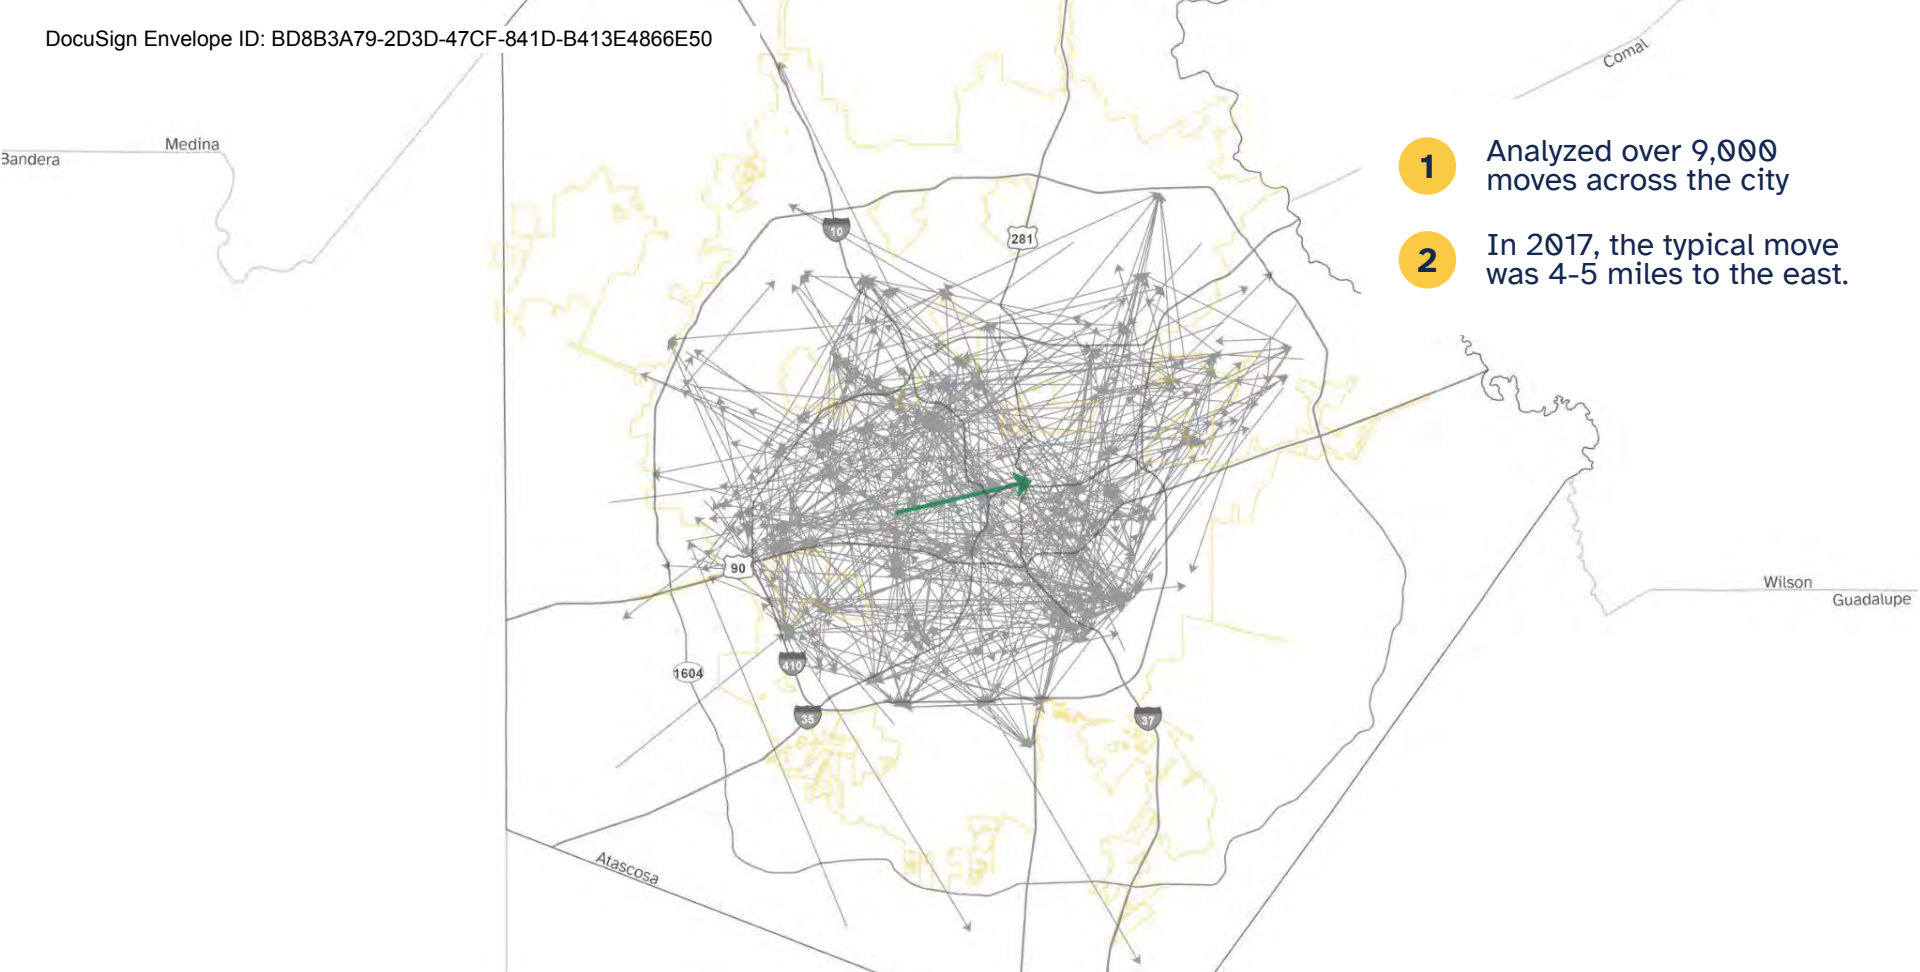 DocuSign Envelope ID: BD8B3A79-2D3D-47CF-841D-B413E4866E50
Comal
Medina
Bandera
1 Analyzed over 9,000
moves across the city
2 In 2017, the typical move
was 4-5 miles to the east.
10
281
90
Wilson
Guadalupe
410
1604
35
37
Atascosa